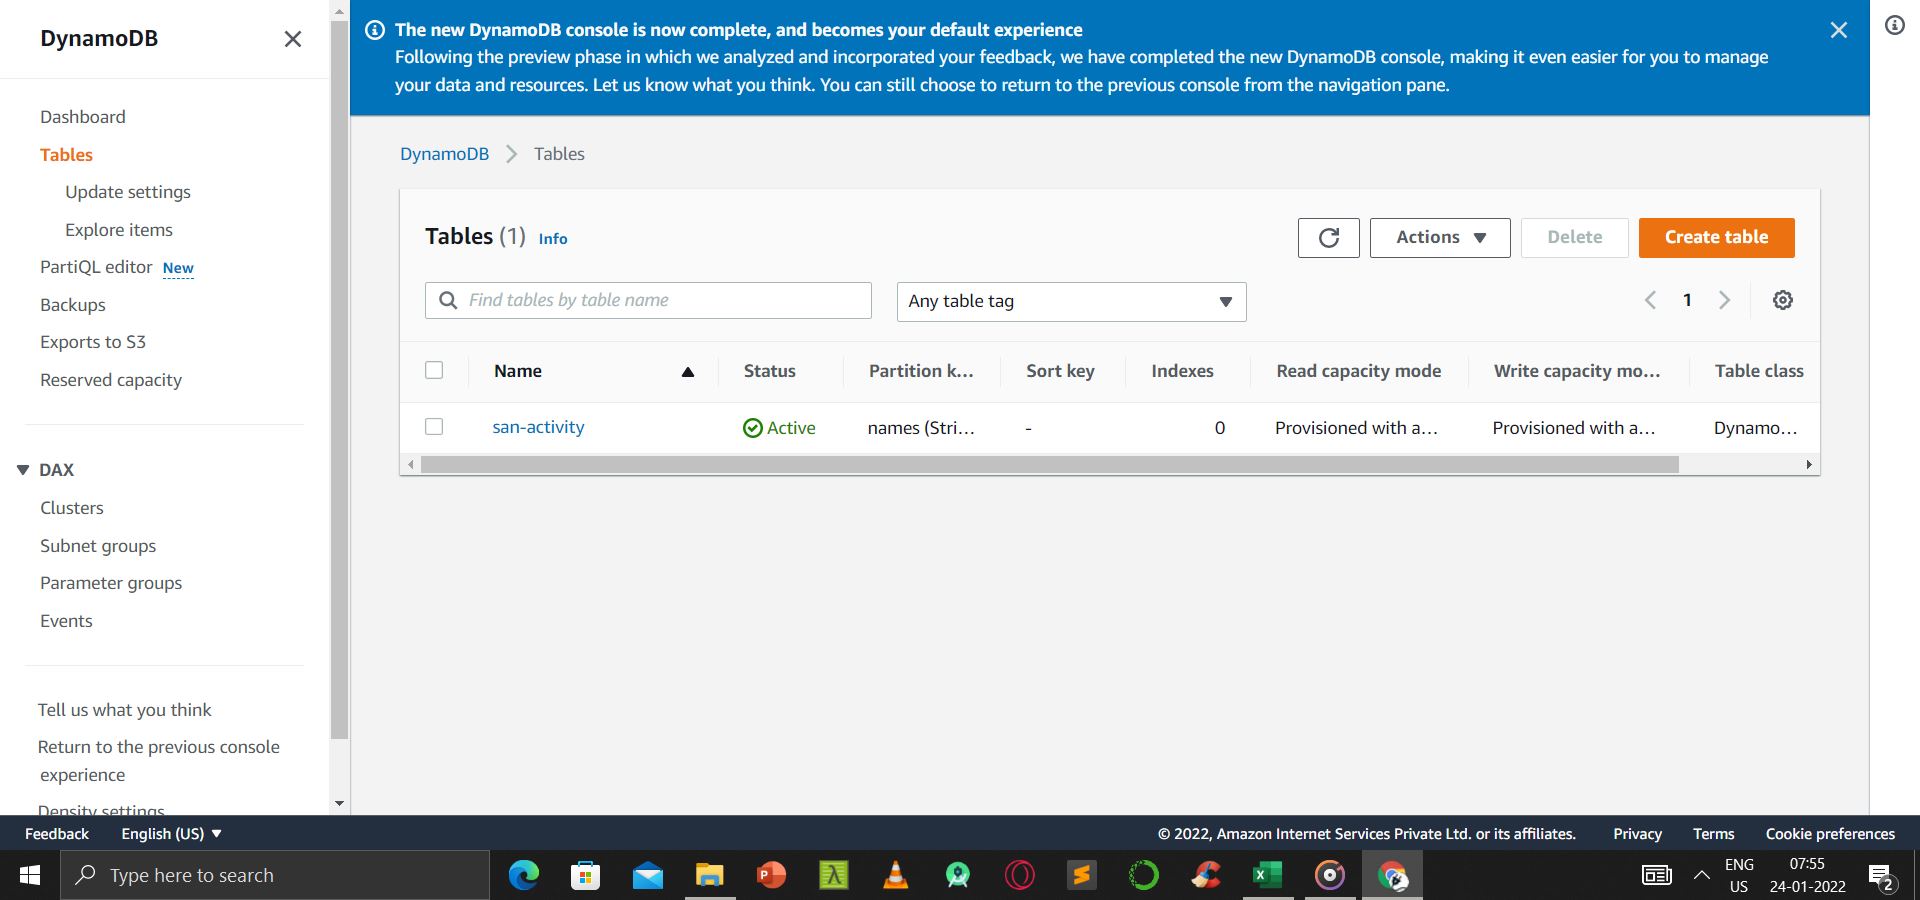 DynamoDB
Dashboard
Tables
Update settings
Explore items
PartiQL editor New
Backups
Exports to S3
Reserved capacity
DAX
Clusters
Subnet groups
Parameter groups
Events
Tell us what you think
Return to the previous console
experience
Density settings
The new DynamoDB console is now complete, and becomes your default experience
Following the preview phase in which we analyzed and incorporated your feedback, we have completed the new DynamoDB console, making it even easier for you to manage
your data and resources. Let us know what you think. You can still choose to return to the previous console from the navigation pane.
DynamoDB Tables
Tables (1) Info
Actions Delete Create table
Find tables by table name Any table tag 1
Name Status Partition k... Sort key Indexes Read capacity mode Write capacity mo... Table class
san-activity Active names (Stri... - 0 Provisioned with a... Provisioned with a... Dynamo...
Feedback English (US) © 2022, Amazon Internet Services Private Ltd. or its affiliates. Privacy Terms Cookie preferences
Type here to search
ENG
US
07:55
24-01-2022
2